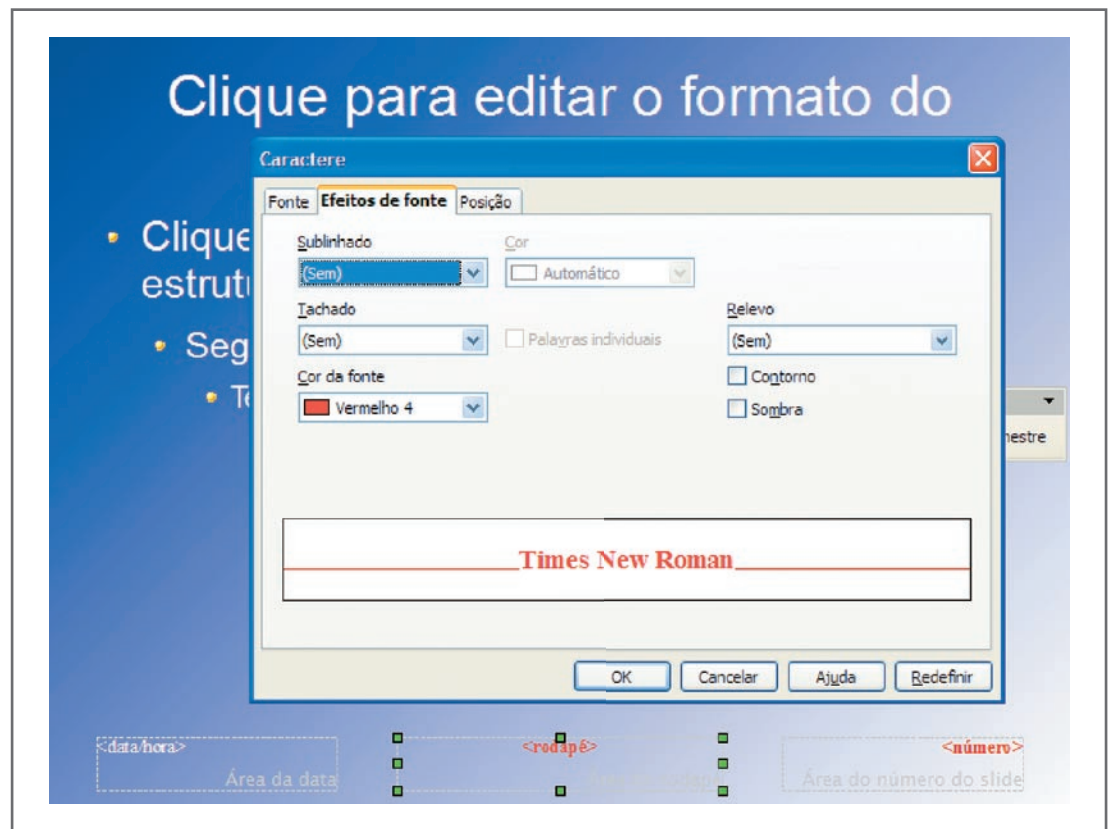 Clique para editar o formato do
Caractere
Fonte Efeitos de fonte Posição
Clique
estrut
Sublinhado Cor
(Sem) Automático
Tachado Relevo
Seg
(Sem) Palavras individuais (Sem)
Cor da fonte Contorno
Te
Vermelho 4 Sombra
mestre
Times New Roman
OK Cancelar Ajuda Redefinir
<data/hora> <rodapé> <número>
Área da data Área do número do slide